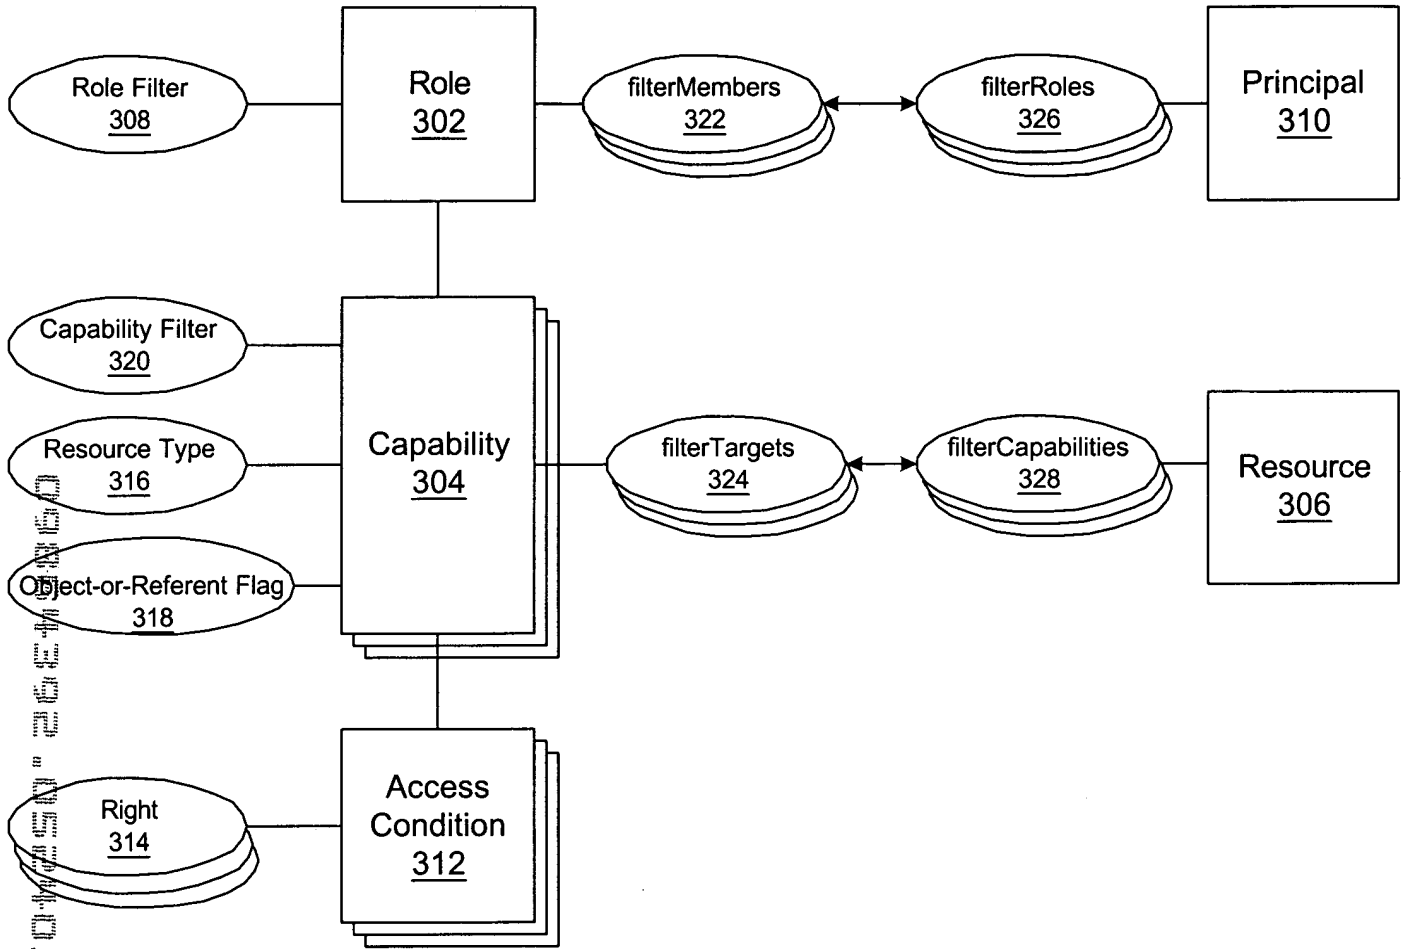 Role Filter
308
Role
302
filterMembers
322
filterRoles
326
Principal
310
Capability Filter
320
Resource Type
316
Object-or-Referent Flag
318
Capability
304
filterTargets
324
filterCapabilities
328
Resource
306
Right
314
Access
Condition
312